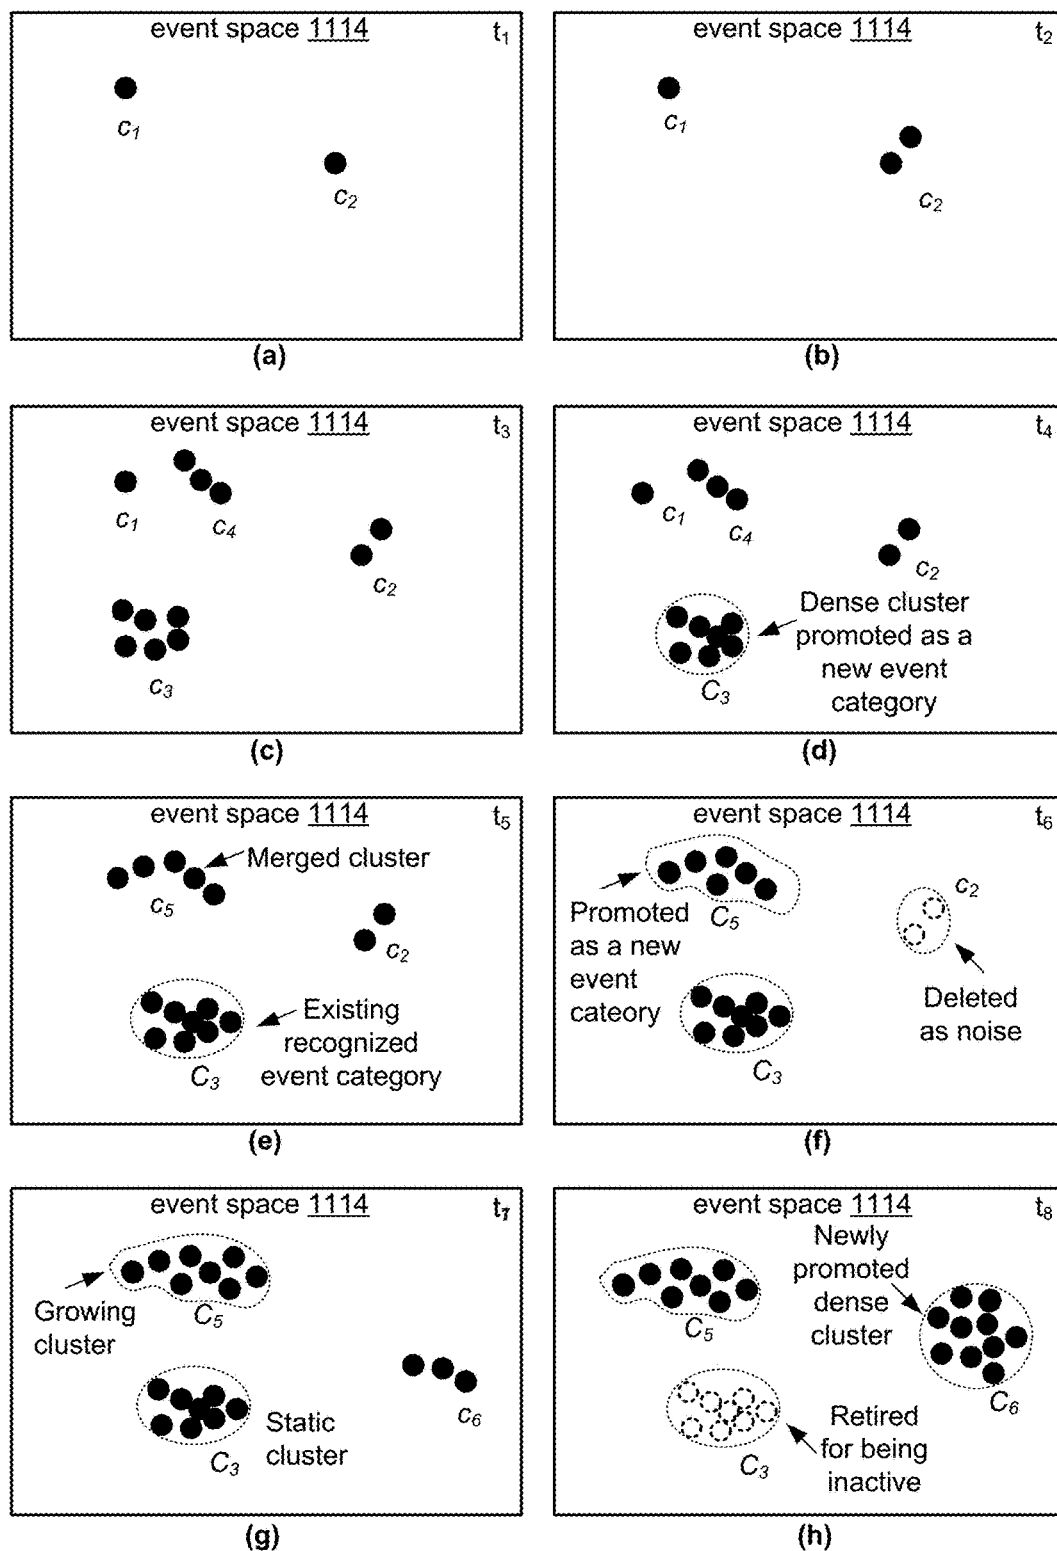 event space 1114 t1
c1
c2
(a)
event space 1114 t2
c1
c2
(b)
event space 1114 t3
c1
c4
c2
c3
(c)
event space 1114 t4
c1
c4
c2
Dense cluster
promoted as a
new event
category
C3
(d)
event space 1114 t5
Merged cluster
c5
c2
Existing
recognized
event category
C3
(e)
event space 1114 t6
c2
Promoted
as a new
event
cateory
C5
Deleted
as noise
C3
(f)
event space 1114 t7
Growing
cluster
C5
c6
Static
cluster
C3
(g)
event space 1114 t8
Newly
promoted
dense
cluster
C5
C6
Retired
for being
inactive
C3
(h)